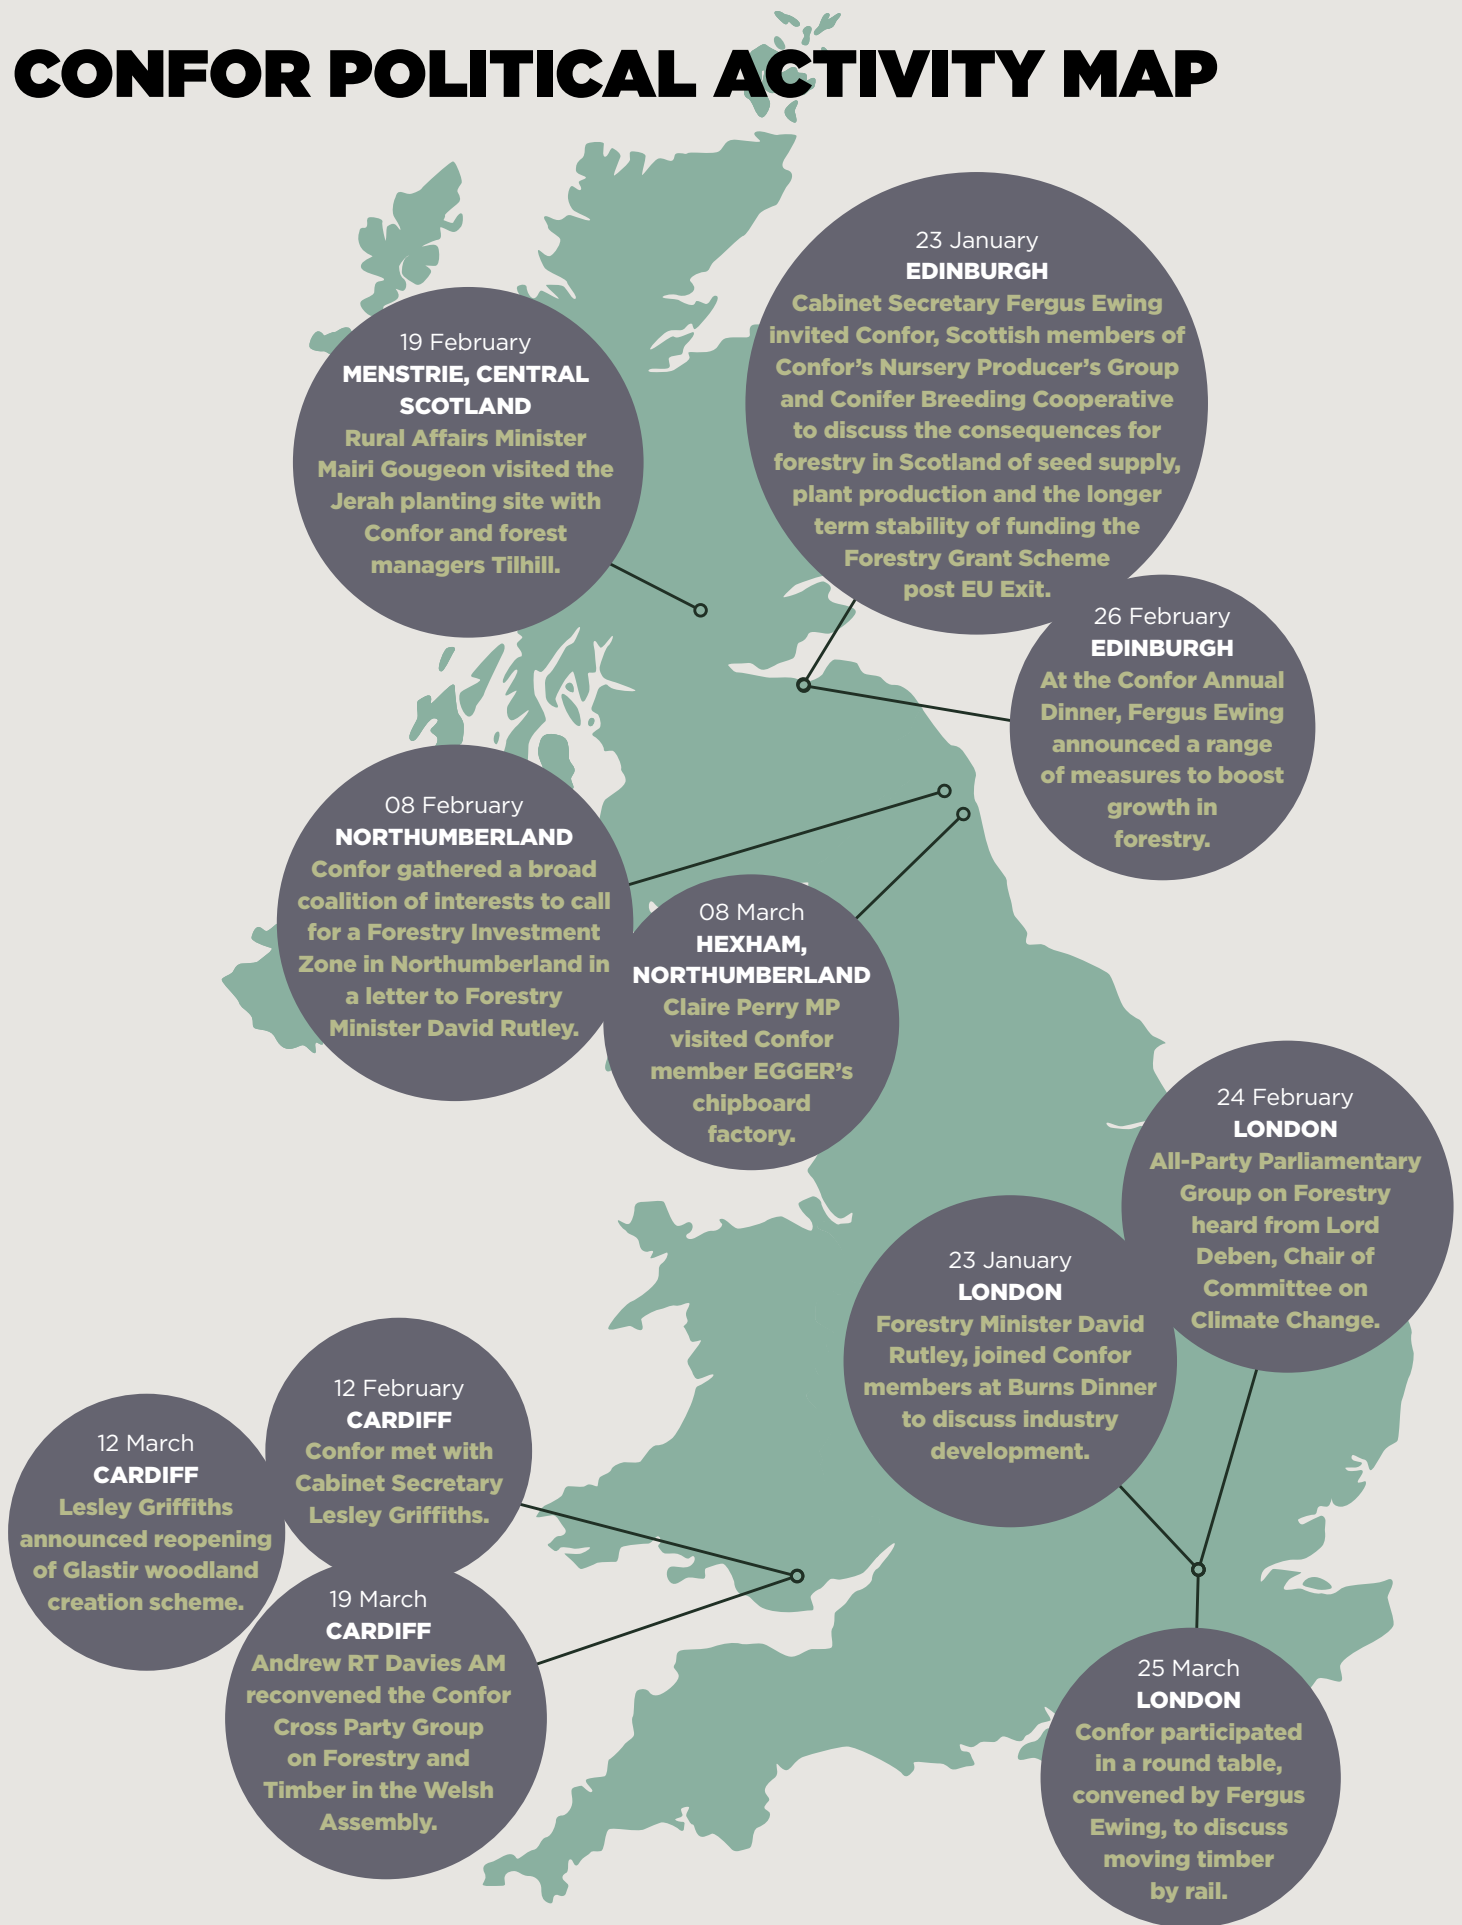 CONFOR POLITICAL ACTIVITY MAP
23 January
EDINBURGH
Cabinet Secretary Fergus Ewing
invited Confor, Scottish members of
Confor’s Nursery Producer’s Group
and Conifer Breeding Cooperative
to discuss the consequences for
forestry in Scotland of seed supply,
plant production and the longer
term stability of funding the
Forestry Grant Scheme
post EU Exit.
19 February
MENSTRIE, CENTRAL
SCOTLAND
Rural Affairs Minister
Mairi Gougeon visited the
Jerah planting site with
Confor and forest
managers Tilhill.
26 February
EDINBURGH
At the Confor Annual
Dinner, Fergus Ewing
announced a range
of measures to boost
growth in
forestry.
08 February
NORTHUMBERLAND
Confor gathered a broad
coalition of interests to call
for a Forestry Investment
Zone in Northumberland in
a letter to Forestry
Minister David Rutley.
08 March
HEXHAM,
NORTHUMBERLAND
Claire Perry MP
visited Confor
member EGGER’s
chipboard
factory.
24 February
LONDON
All-Party Parliamentary
Group on Forestry
heard from Lord
Deben, Chair of
Committee on
Climate Change.
23 January
LONDON
Forestry Minister David
Rutley, joined Confor
members at Burns Dinner
to discuss industry
development.
12 February
CARDIFF
Confor met with
Cabinet Secretary
Lesley Griffiths.
12 March
CARDIFF
Lesley Griffiths
announced reopening
of Glastir woodland
creation scheme.
19 March
CARDIFF
Andrew RT Davies AM
reconvened the Confor
Cross Party Group
on Forestry and
Timber in the Welsh
Assembly.
25 March
LONDON
Confor participated
in a round table,
convened by Fergus
Ewing, to discuss
moving timber
by rail.